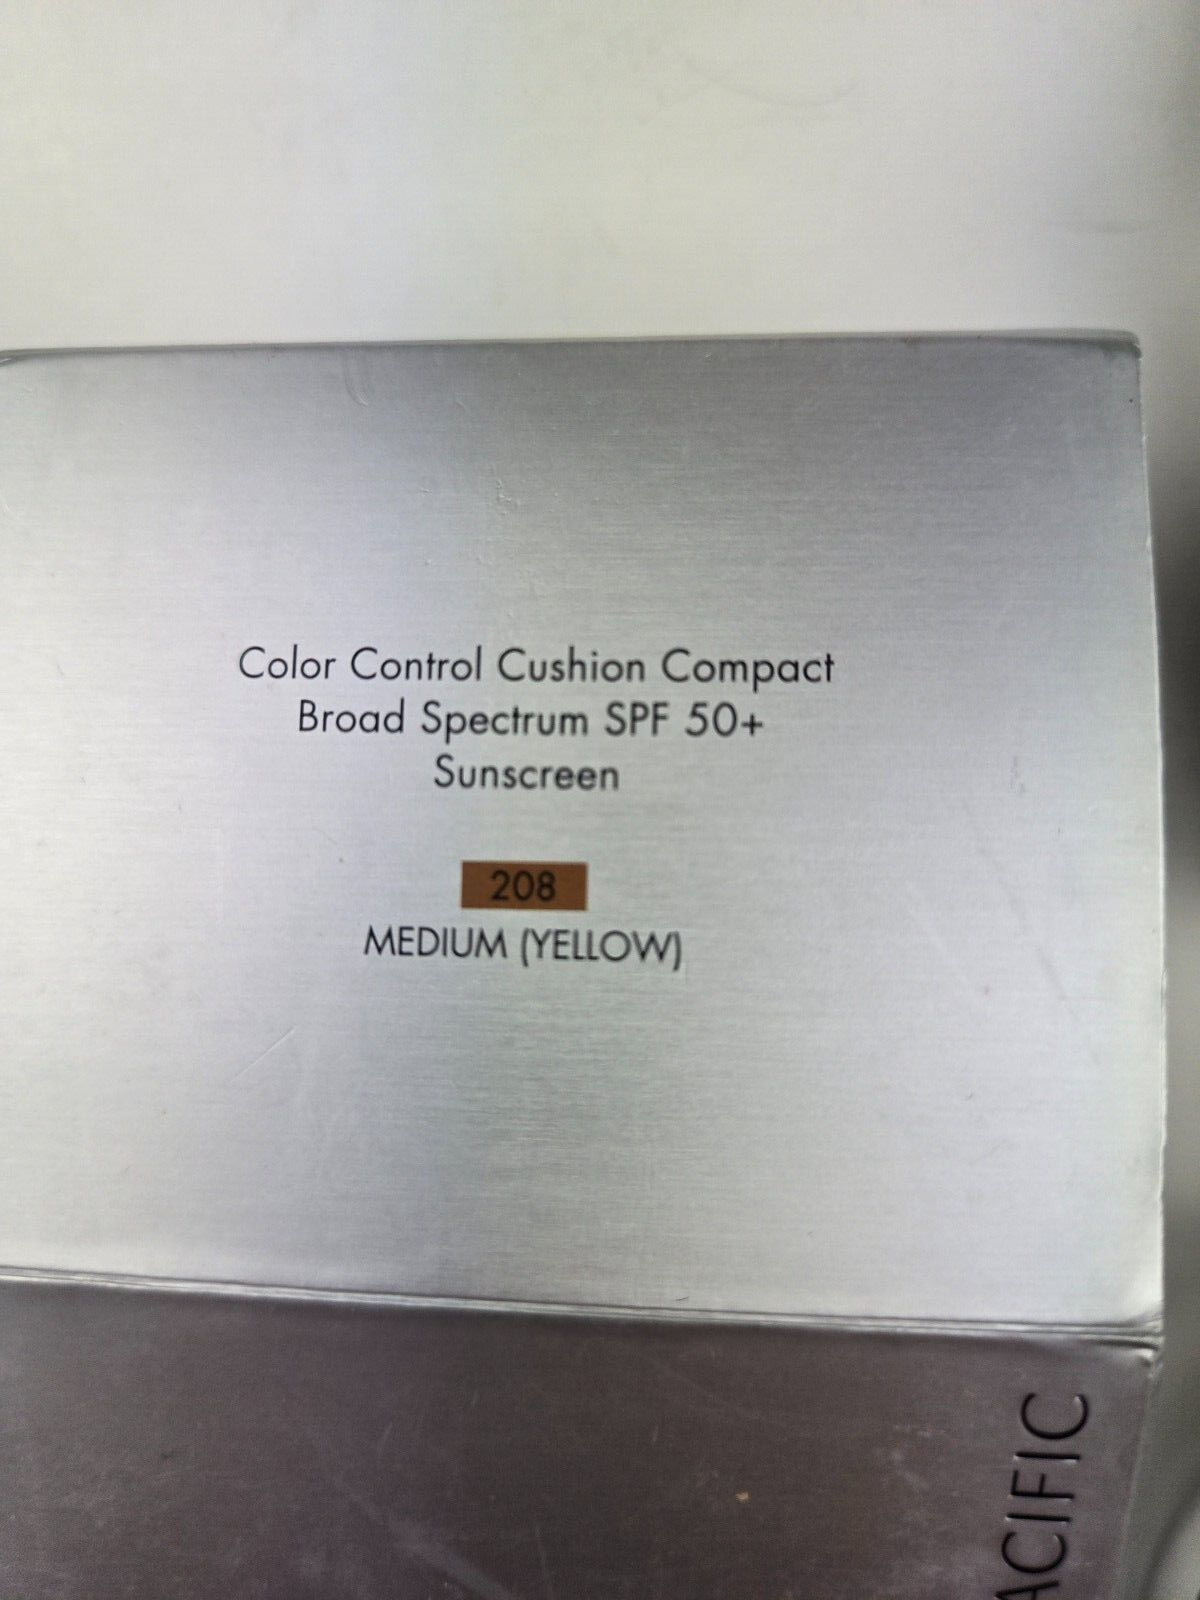 Color Control Cushion Compact
Broad Spectrum SPF 50+
Sunscreen
208
MEDIUM (YELLOW)
ACIFIC